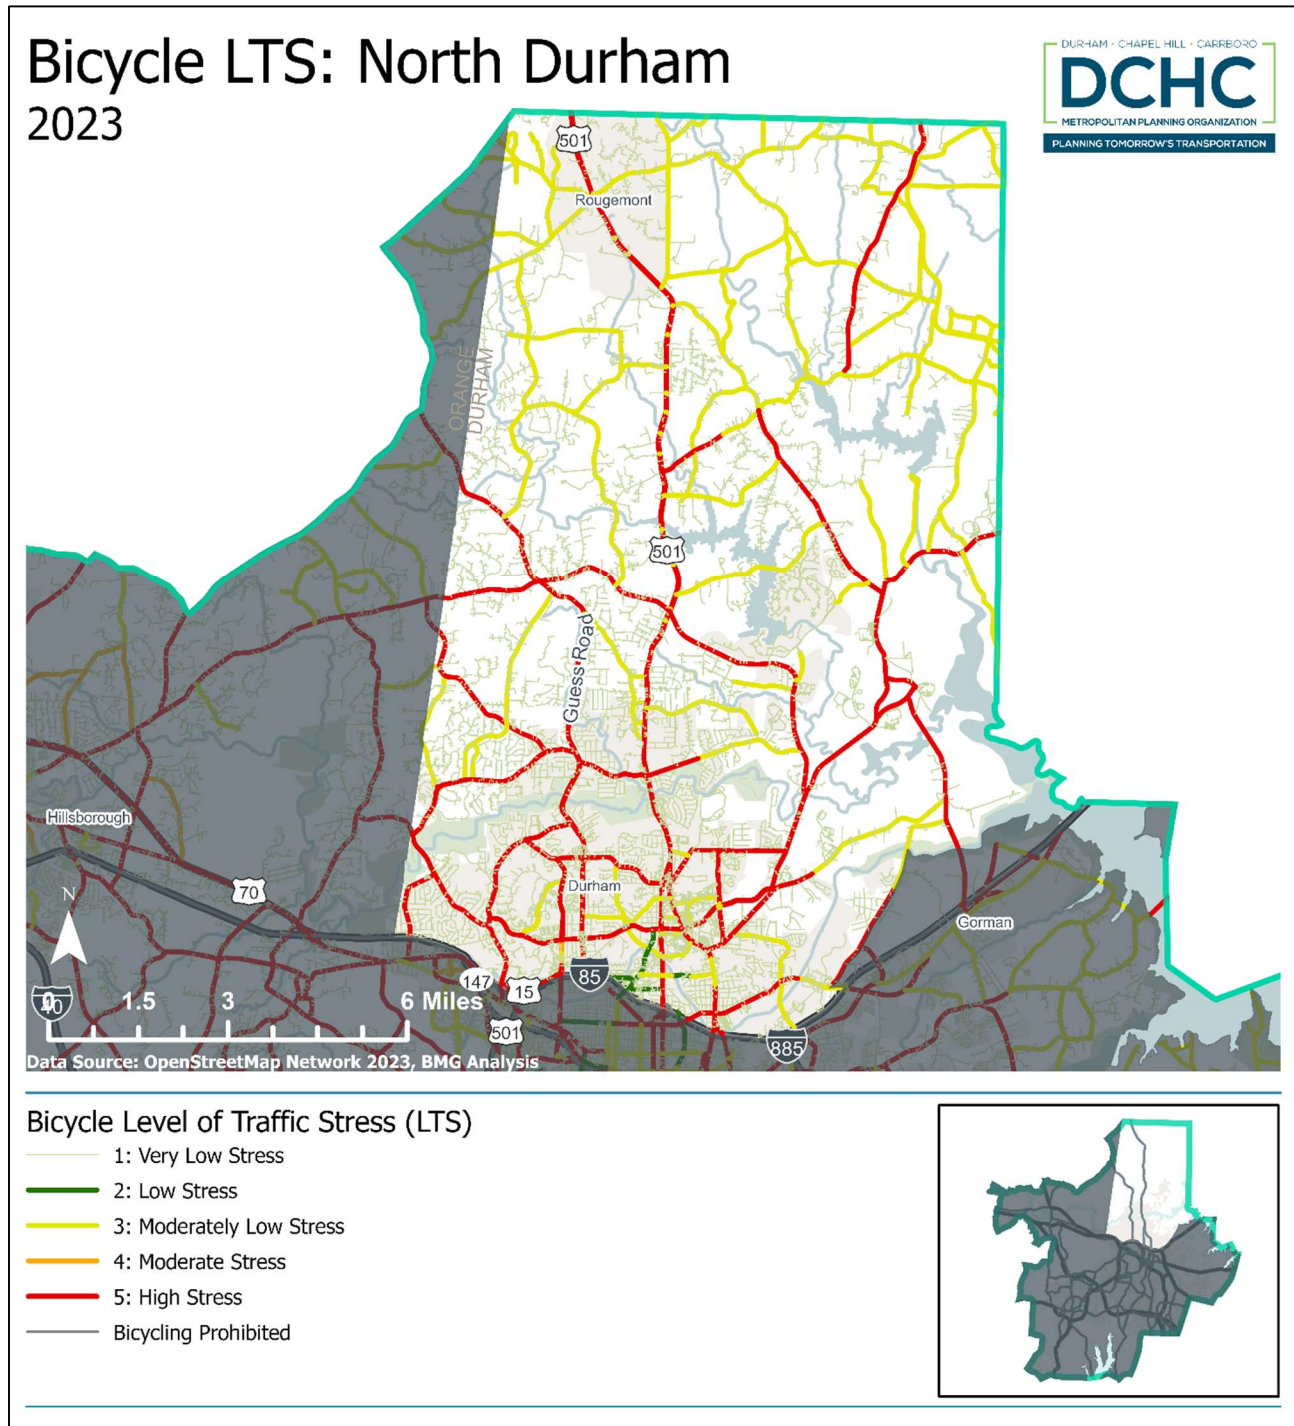 Bicycle LTS: North Durham
2023
DURHAM · CHAPEL HILL · CARRBORO
DCHC
METROPOLITAN PLANNING ORGANIZATION
PLANNING TOMORROW'S TRANSPORTATION
501
Rougemont
ORANGE
DURHAM
501
Guess Road
Hillsborough
70
Durham
Gorman
N
147
15
85
40
0 1.5 3 6 Miles
501
885
Data Source: OpenStreetMap Network 2023, BMG Analysis
Bicycle Level of Traffic Stress (LTS)
1: Very Low Stress
2: Low Stress
3: Moderately Low Stress
4: Moderate Stress
5: High Stress
Bicycling Prohibited